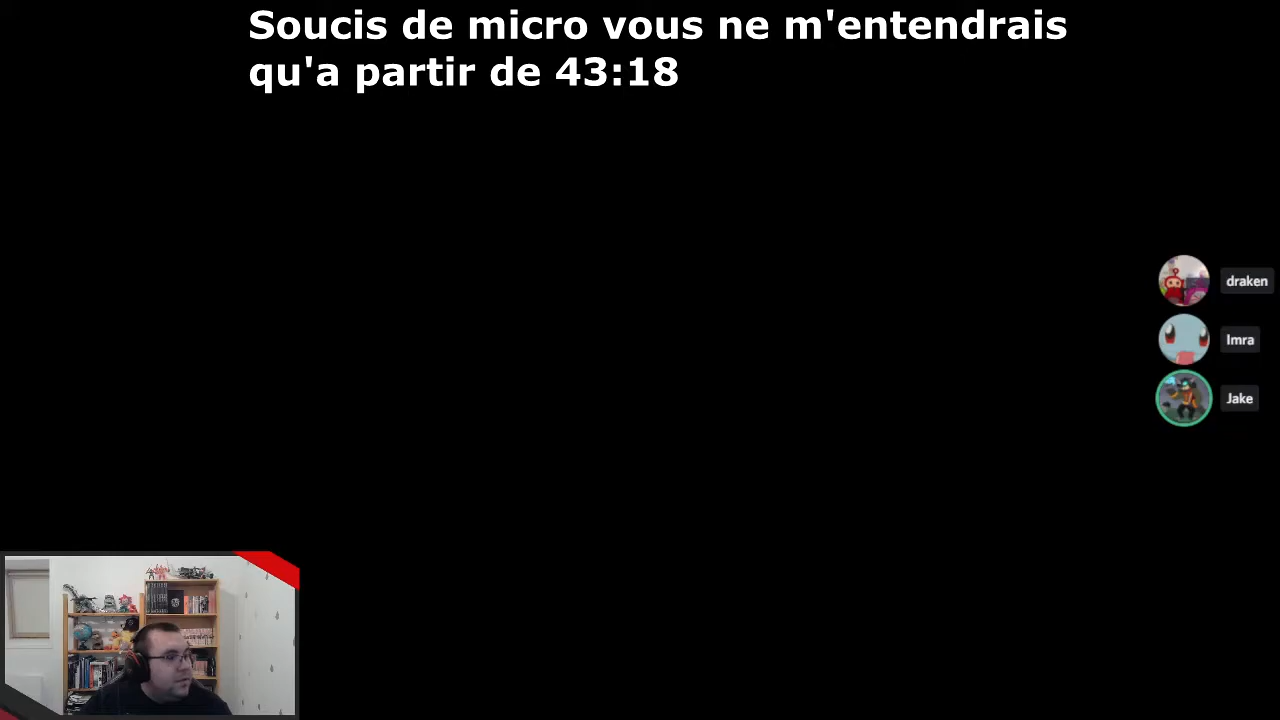 Soucis de micro vous ne m'entendrais
qu'a partir de 43:18
draken
Imra
Jake